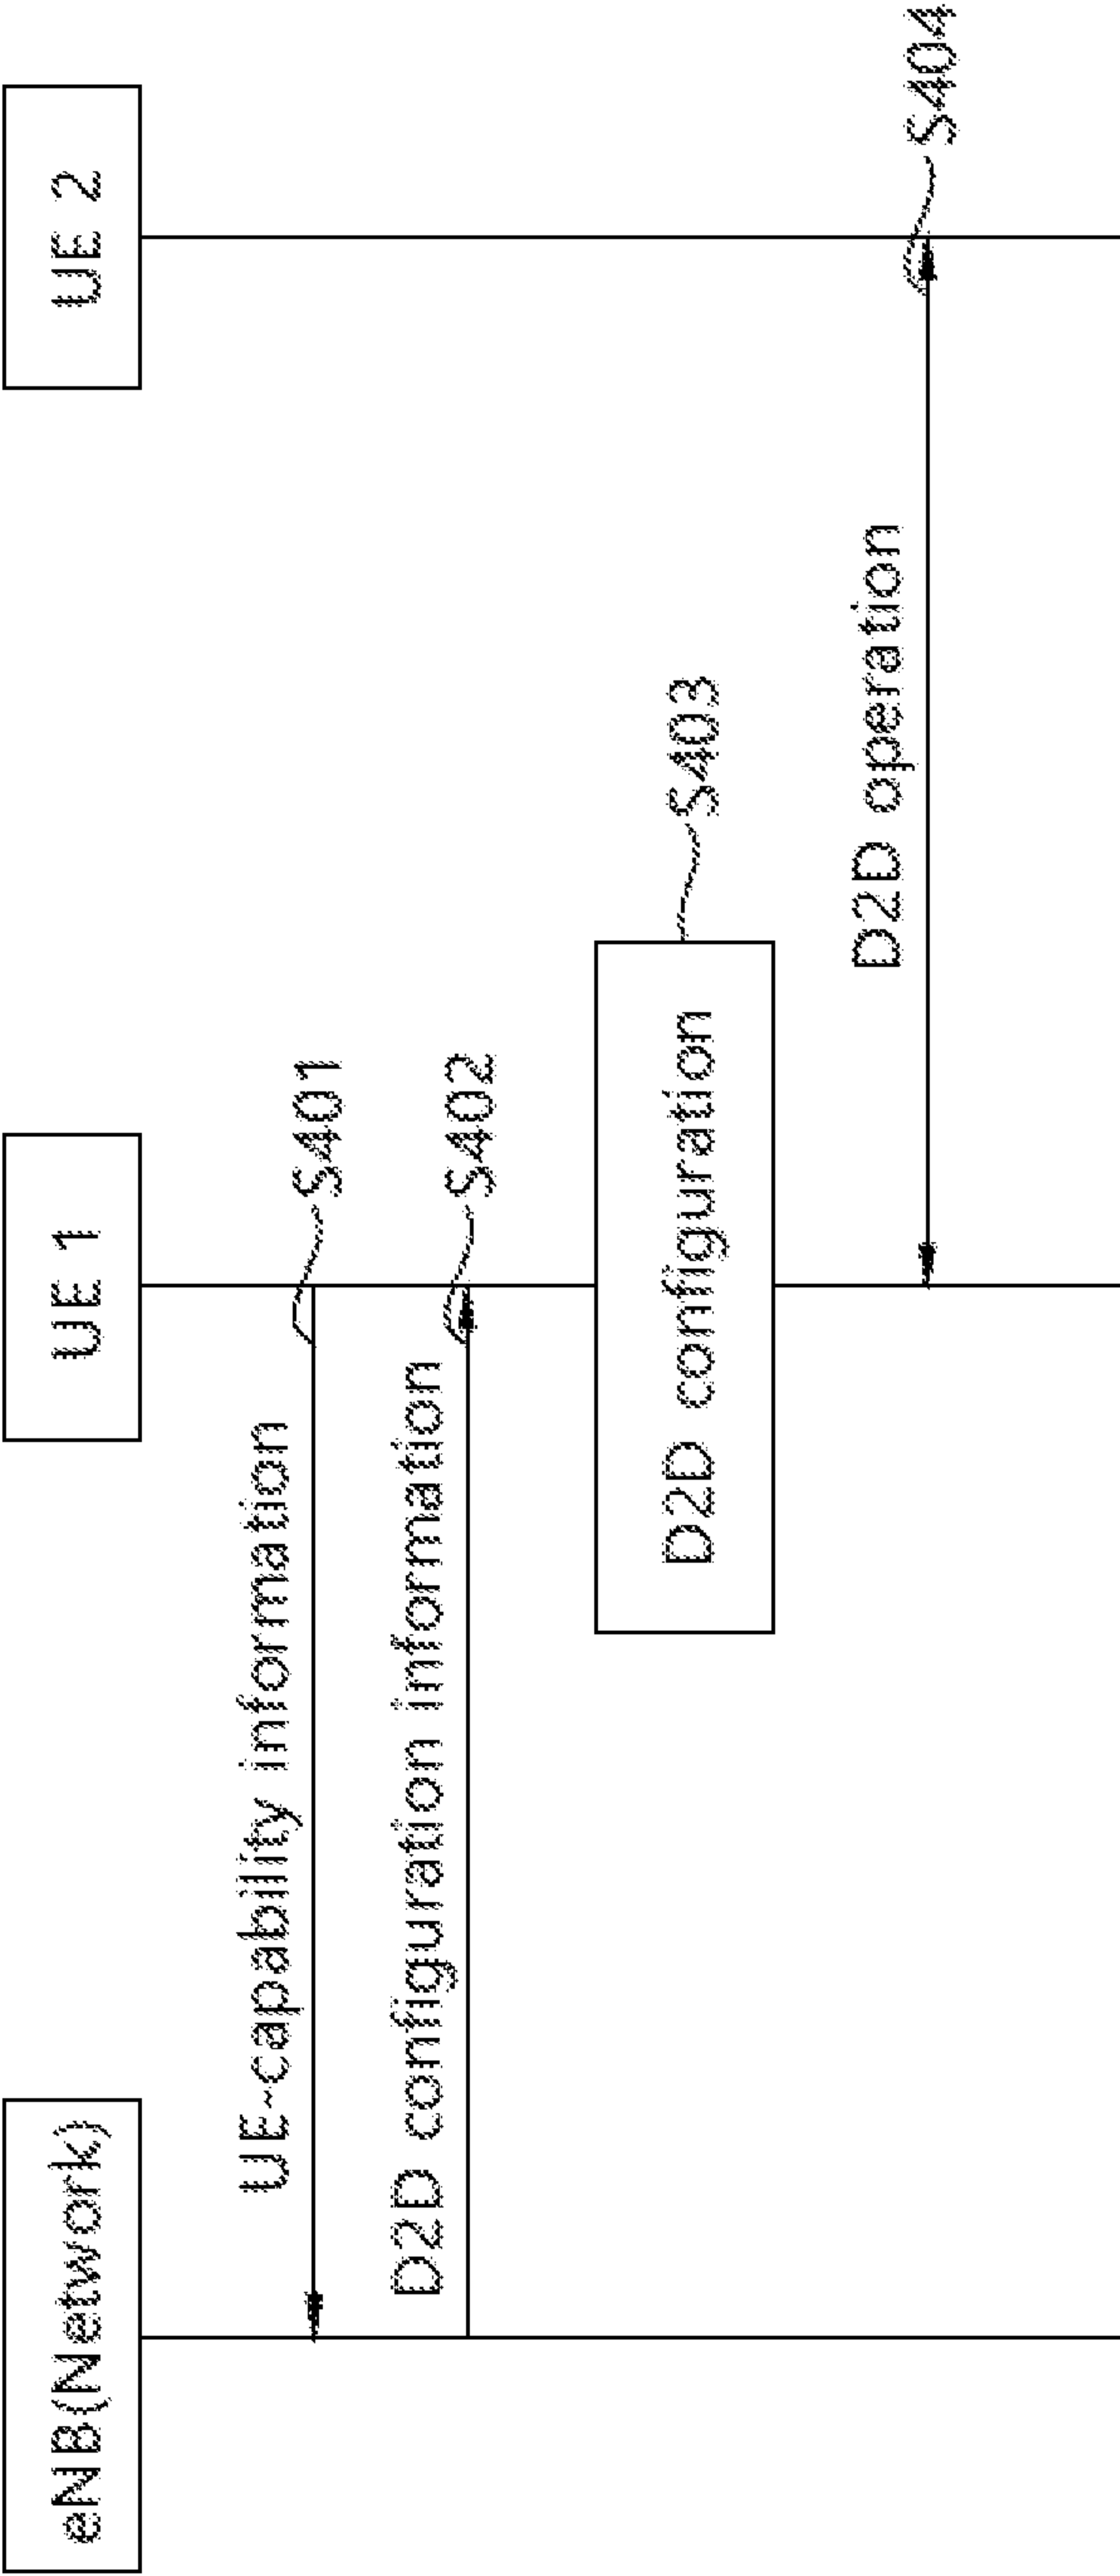 eNB(Network)
UE 1
UE 2
UE-capability information
S401
D2D configuration information
S402
D2D configuration
S403
D2D operation
S404